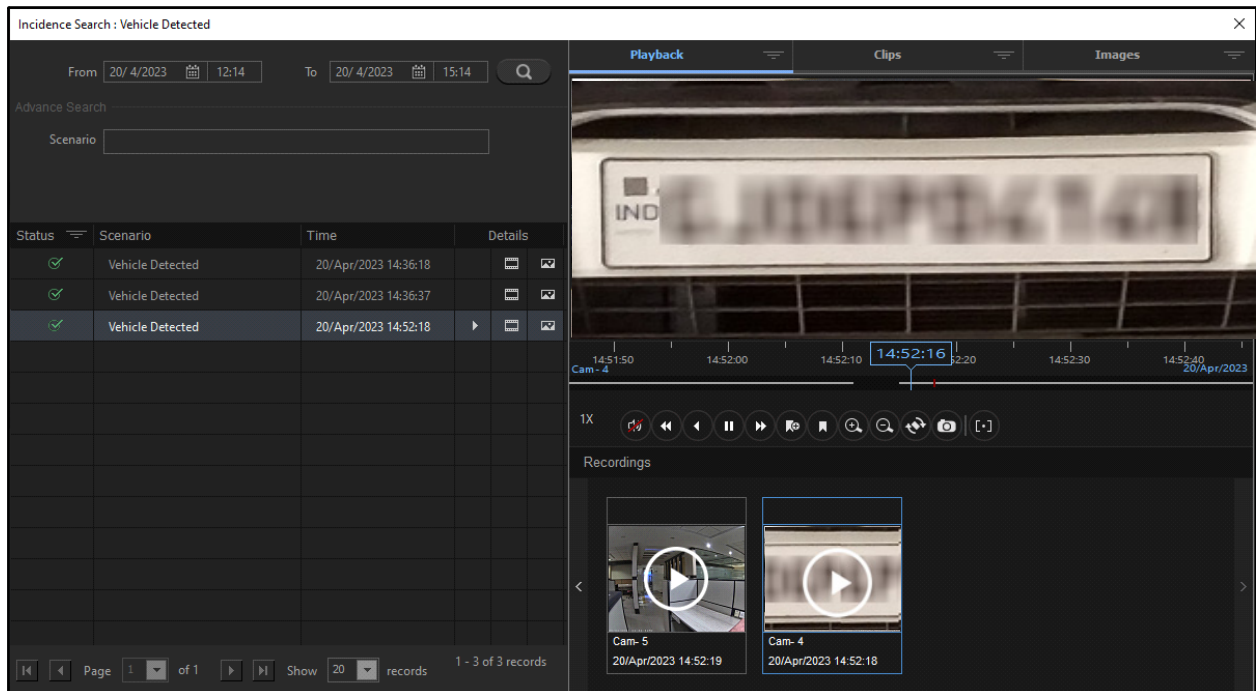 Incidence Search : Vehicle Detected
From 20/ 4/2023 12:14 To 20/ 4/2023 15:14
Advance Search
Scenario
Status Scenario Time Details
Vehicle Detected 20/Apr/2023 14:36:18
Vehicle Detected 20/Apr/2023 14:36:37
Vehicle Detected 20/Apr/2023 14:52:18
Page 1 of 1 Show 20 records 1 - 3 of 3 records
Playback Clips Images
IND
14:51:50 14:52:00 14:52:10 14:52:16 14:52:30 14:52:40
Cam- 4 20/Apr/2023
1X
Recordings
Cam- 5
20/Apr/2023 14:52:19
Cam- 4
20/Apr/2023 14:52:18